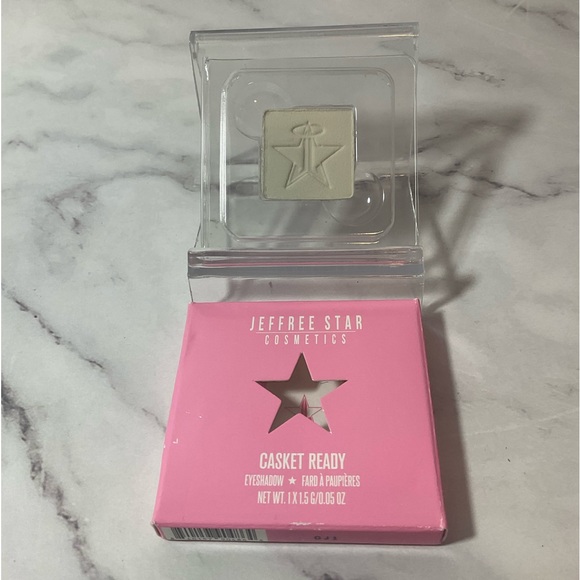 JEFFREE STAR
COSMETICS
CASKET READY
EYESHADOW ★ FARD À PAUPIÈRES
NET WT. 1 X 1.5 G/0.05 OZ